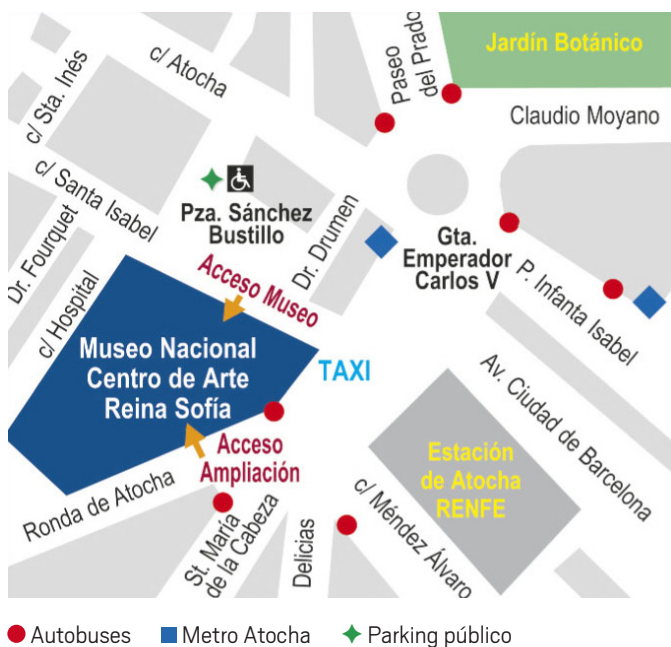 Jardín Botánico
Paseo
del Prado
c/ Atocha
c/ Sta. Inés
Claudio Moyano
c/ Santa Isabel
Pza. Sánchez
Bustillo
Dr. Drumen
Gta.
Emperador
Carlos V
Dr. Fourquet
c/ Hospital
Acceso Museo
P. Infanta Isabel
Museo Nacional
Centro de Arte
Reina Sofía
TAXI
Av. Ciudad de Barcelona
Acceso
Ampliación
Estación
de Atocha
RENFE
Ronda de Atocha
St. María
de la Cabeza
Delicias
c/ Méndez Álvaro
Autobuses
Metro Atocha
Parking público